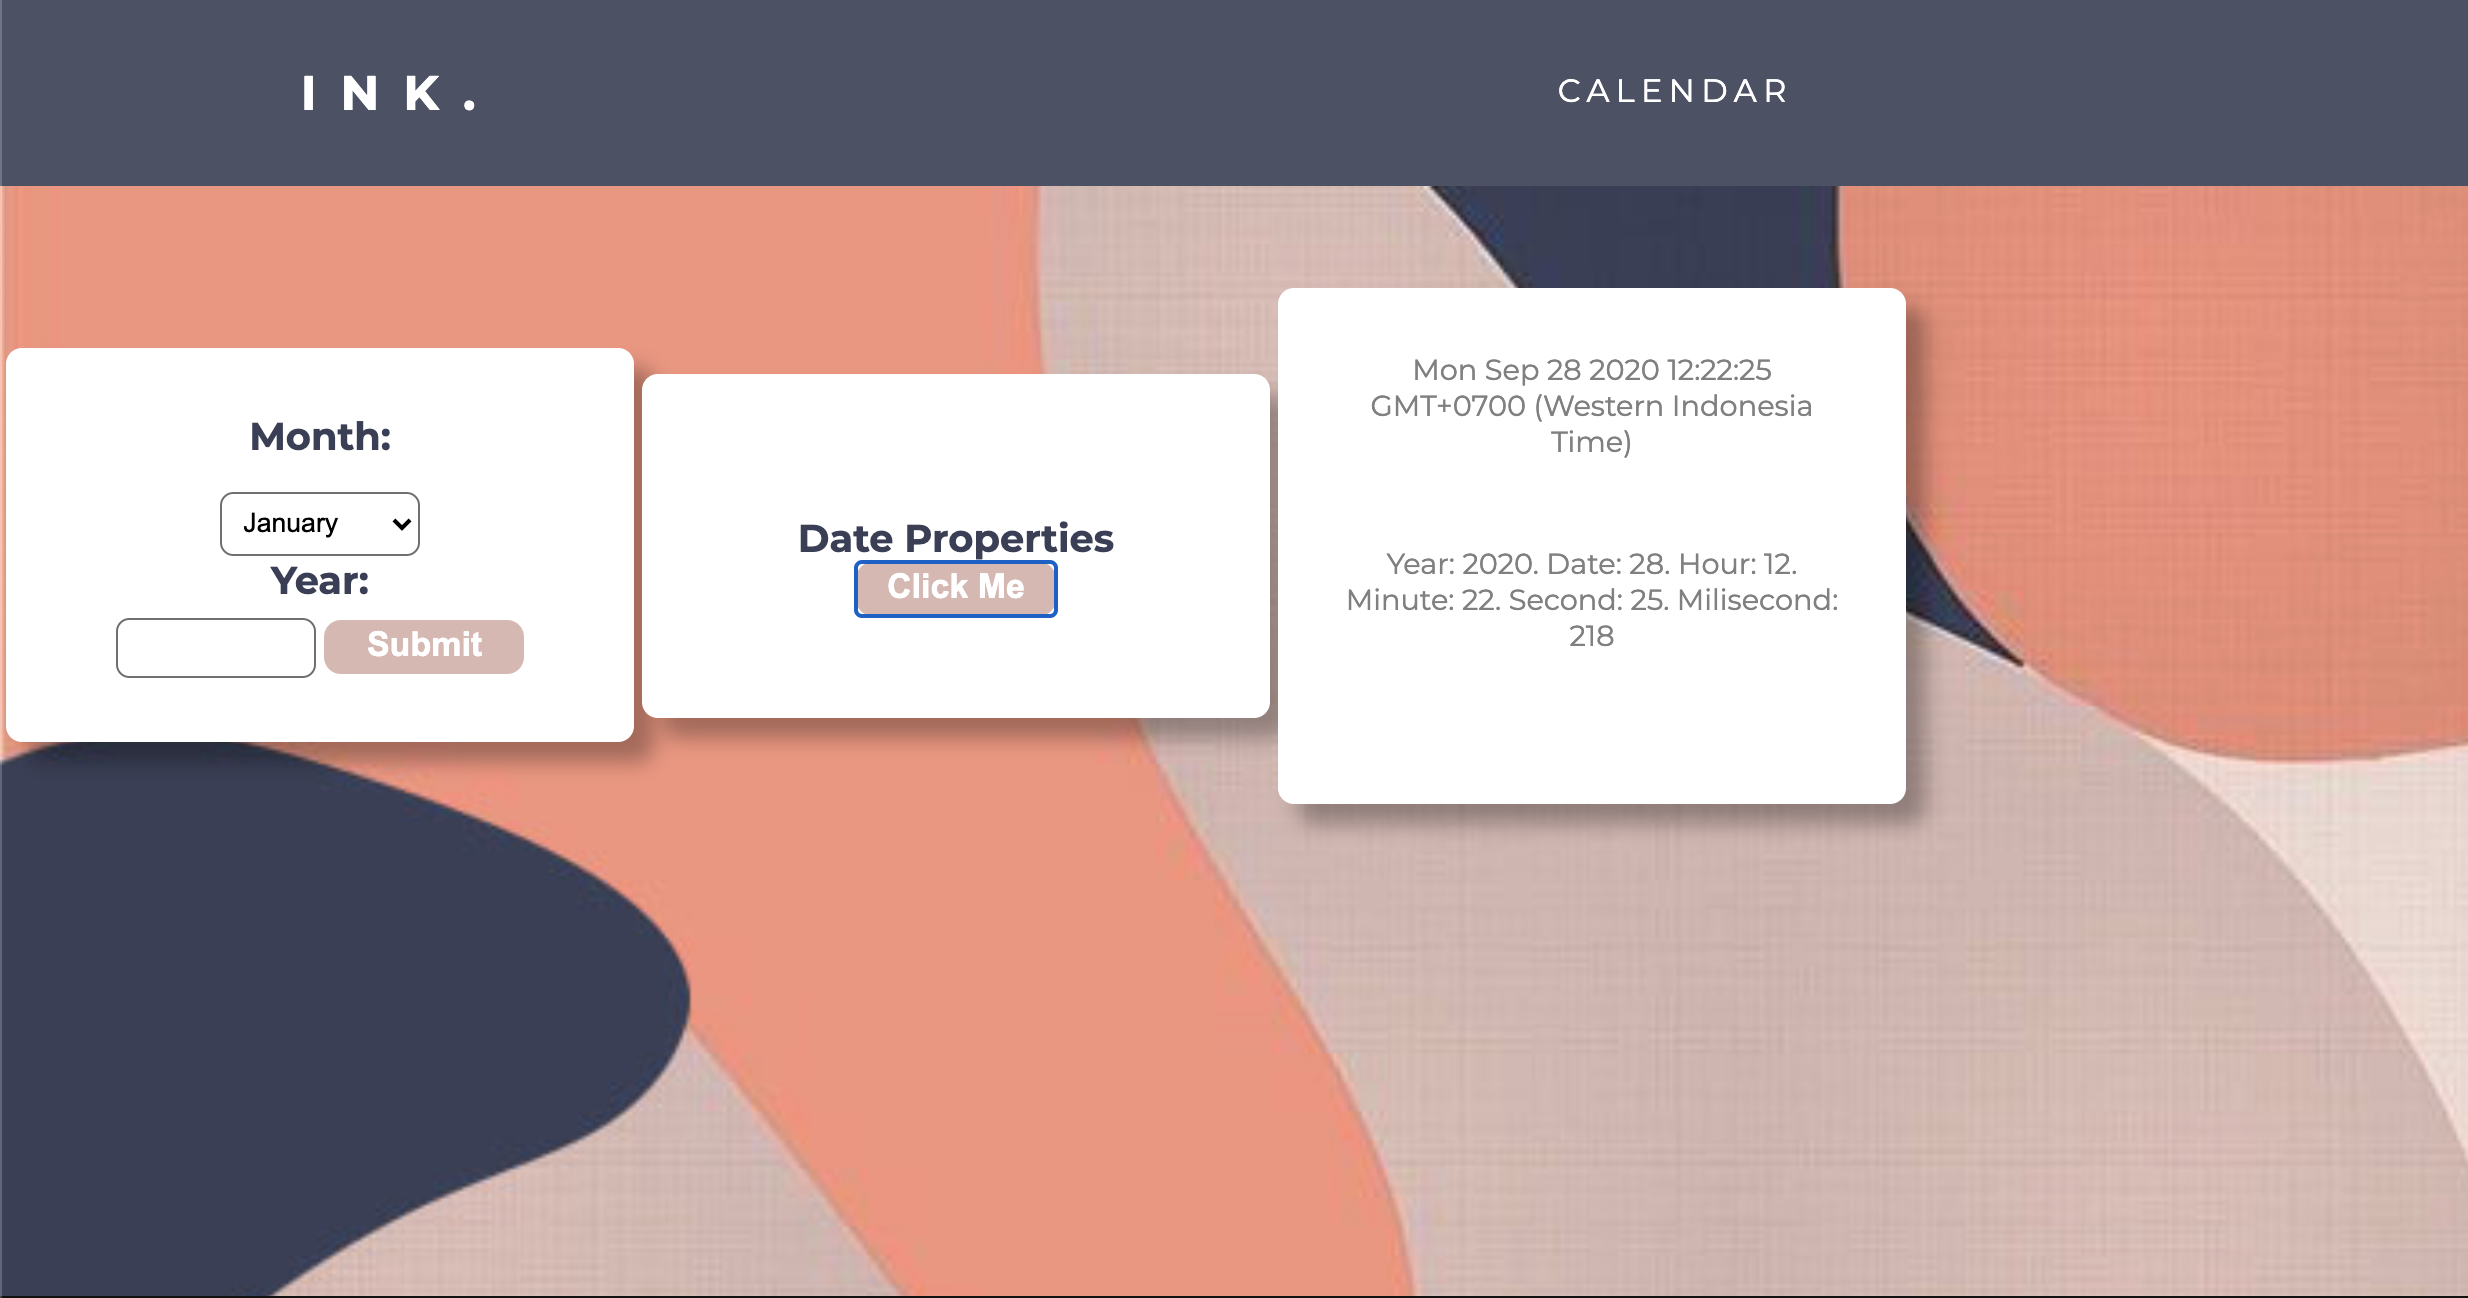 INK.
CALENDAR
Month:
January
Year:
Submit
Date Properties
Click Me
Mon Sep 28 2020 12:22:25
GMT+0700 (Western Indonesia
Time)
Year: 2020. Date: 28. Hour: 12.
Minute: 22. Second: 25. Milisecond:
218